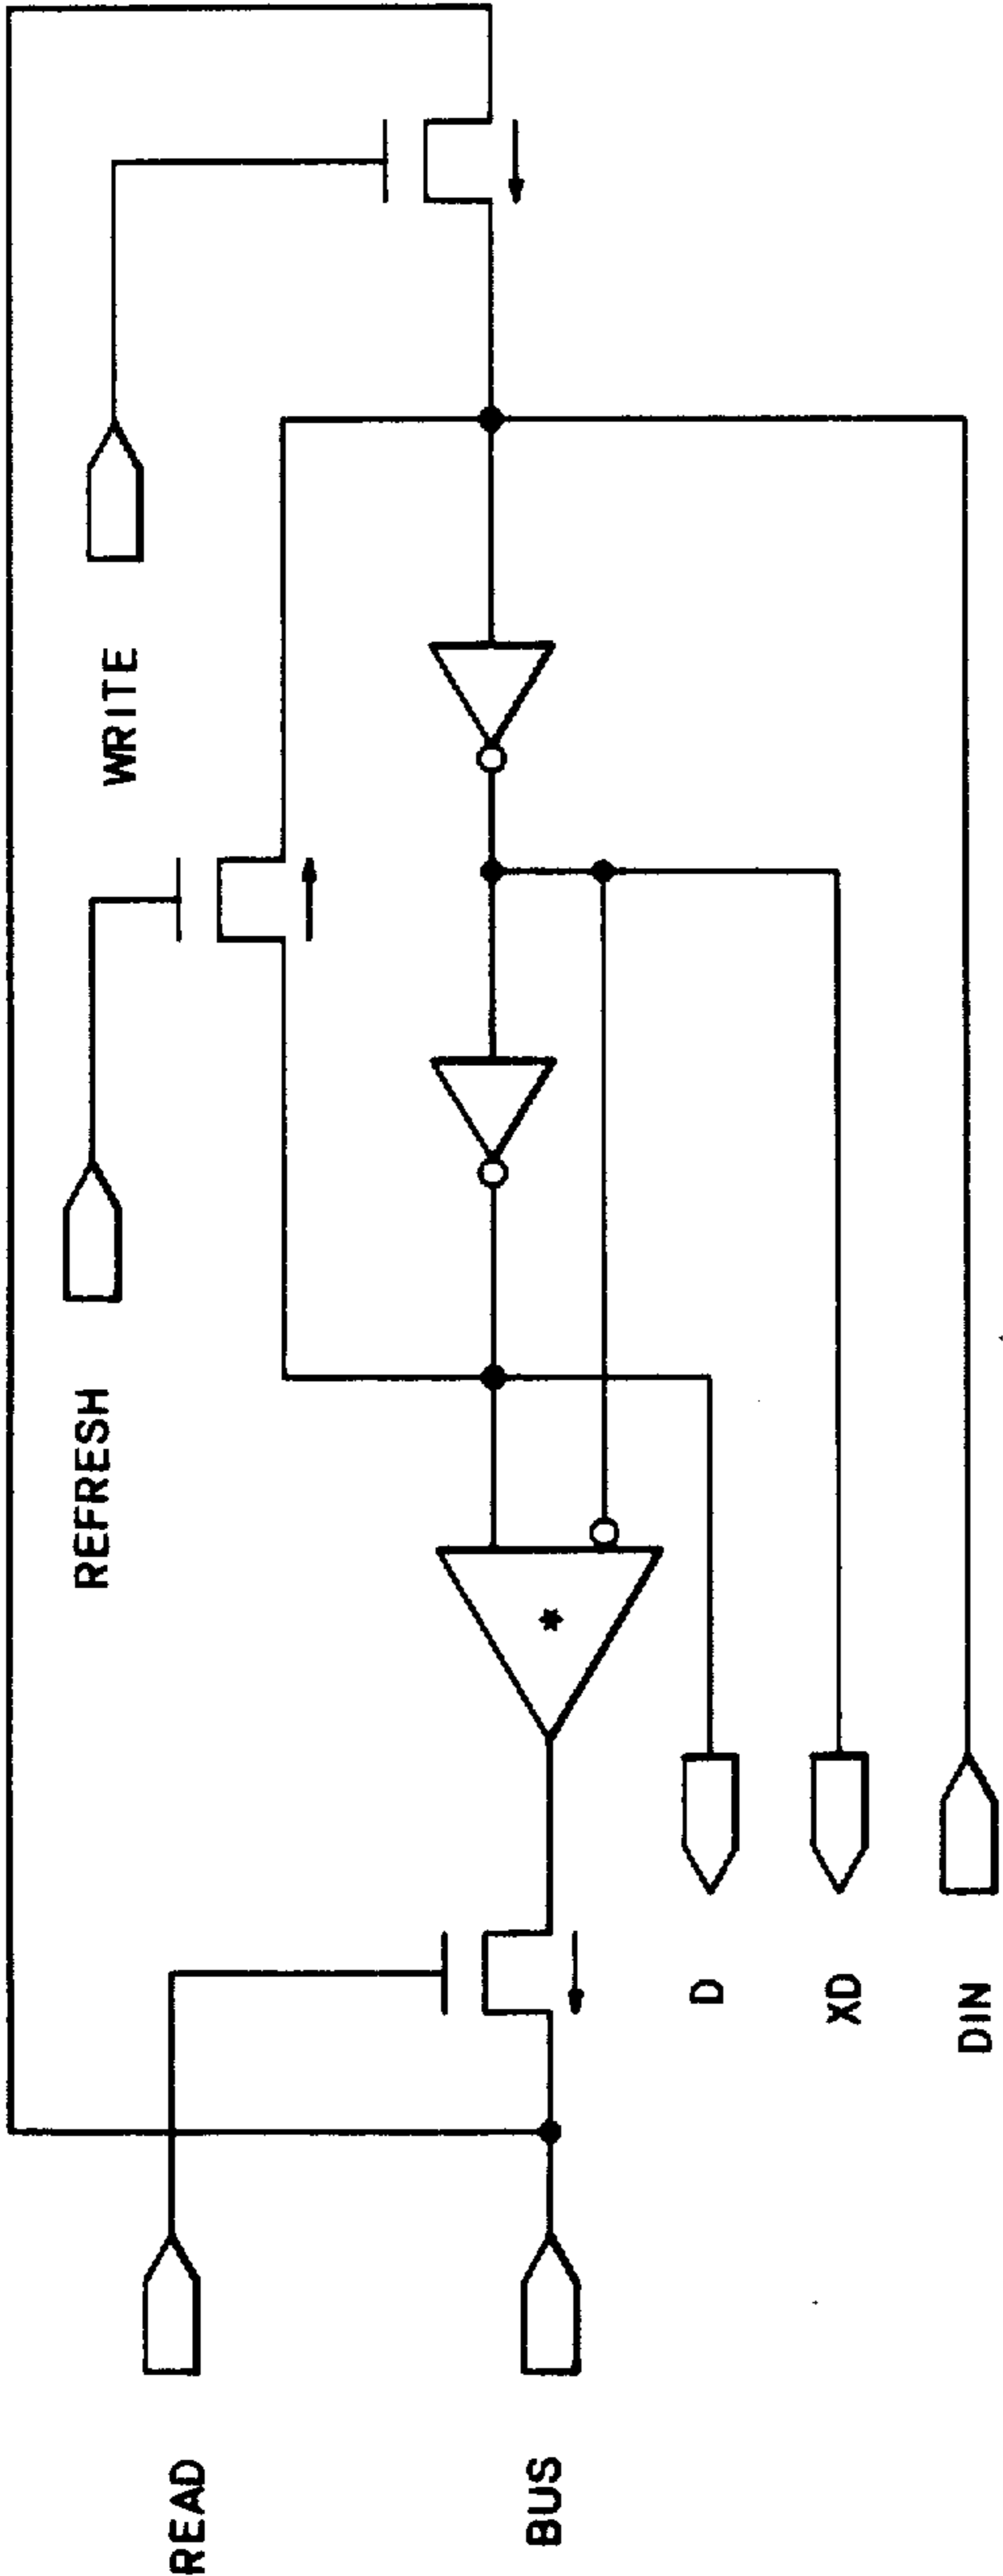 WRITE
REFRESH
*
D
XD
DIN
READ
BUS